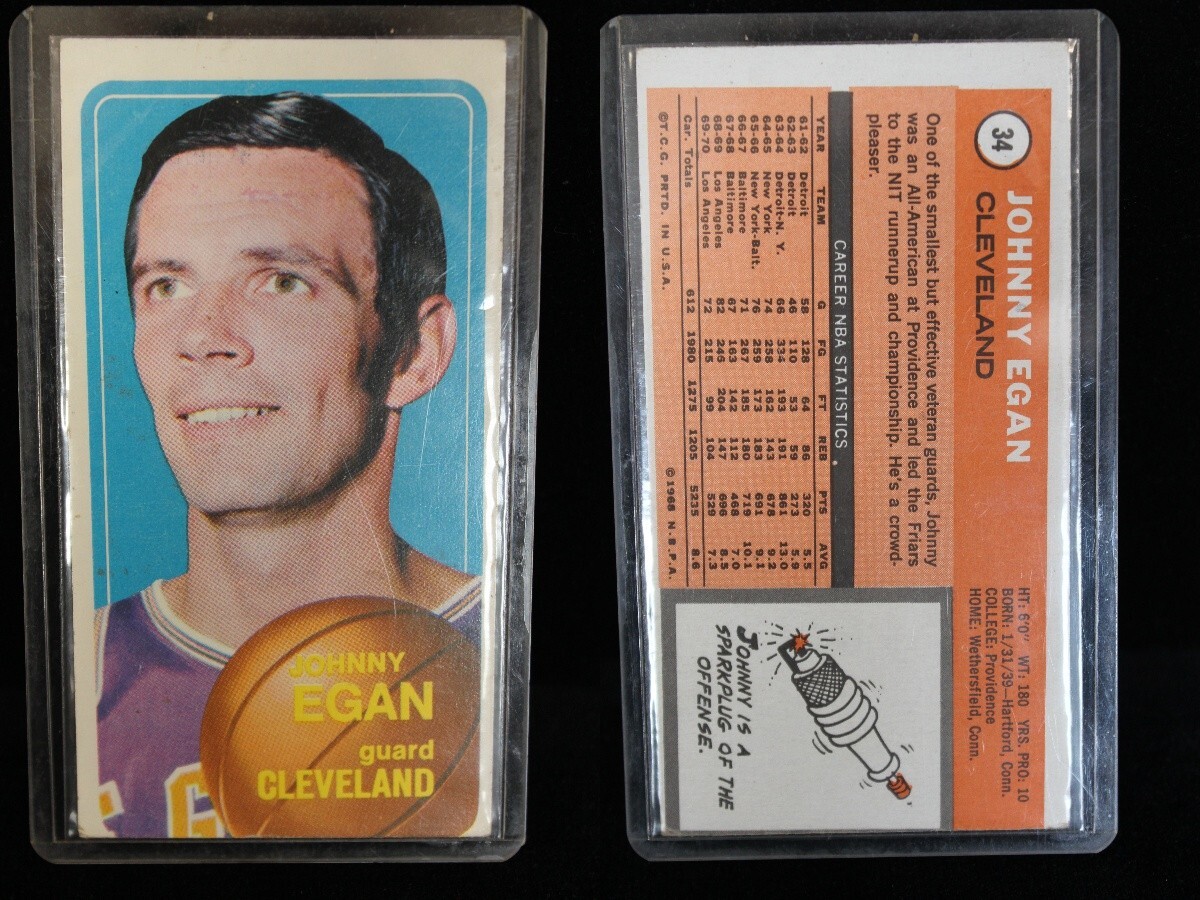 JOHNNY
EGAN
guard
CLEVELAND
G
34
JOHNNY EGAN
CLEVELAND
HT: 6'0" WT: 180 YRS. PRO: 10
BORN: 1/31/39—Hartford, Conn.
COLLEGE: Providence
HOME: Wethersfield, Conn.
One of the smallest but effective veteran guards, Johnny
was an All-American at Providence and led the Friars
to the NIT runnerup and championship. He's a crowd-
pleaser.
CAREER NBA STATISTICS
YEAR TEAM G FG FT REB PTS AVG
61-62 Detroit 58 128 64 86 320 5.5
62-63 Detroit 46 110 53 59 273 5.9
63-64 Detroit-N. Y. 66 334 193 191 861 13.0
64-65 New York 74 258 162 143 678 9.2
65-66 New York-Balt. 76 259 173 183 691 9.1
66-67 Baltimore 71 267 185 180 719 10.1
67-68 Baltimore 67 163 142 112 468 7.0
68-69 Los Angeles 82 246 204 147 696 8.5
69-70 Los Angeles 72 215 99 104 529 7.3
Car. Totals 612 1980 1275 1205 5235 8.6
©T.C.G. PRTD. IN U.S.A. ©1968 N.B.P.A.
JOHNNY IS A
SPARKPLUG OF THE
OFFENSE.